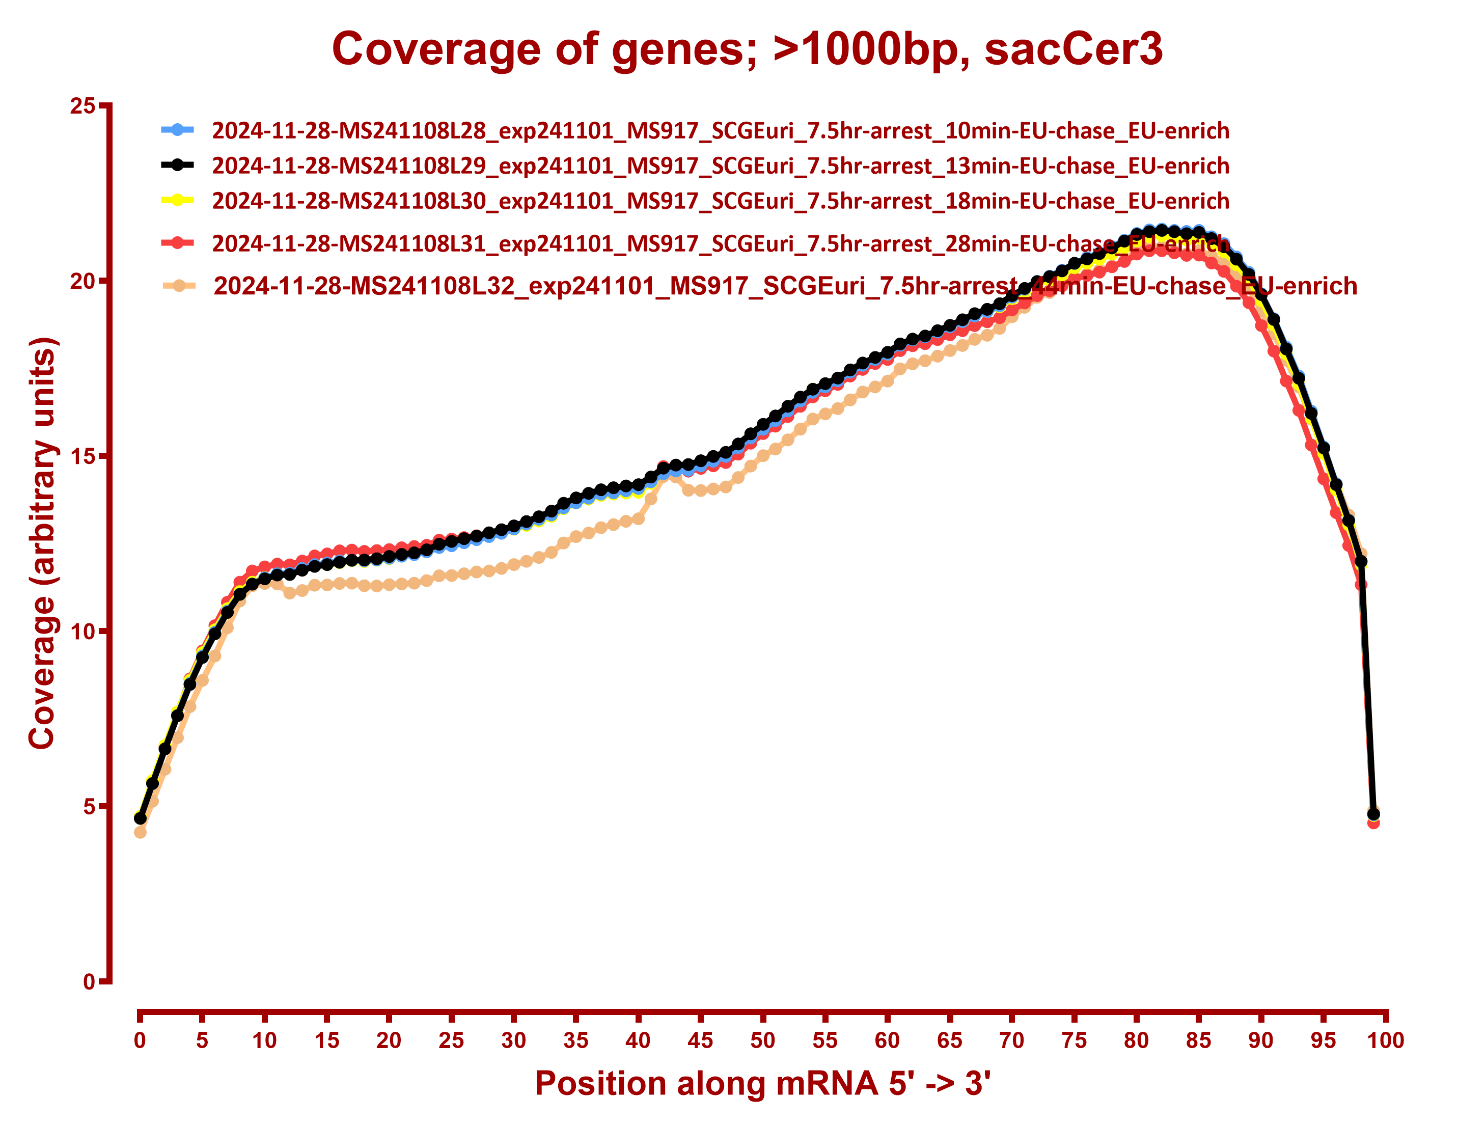 Coverage of genes; >1000bp, sacCer3
25
2024-11-28-MS241108L28_exp241101_MS917_SCGEuri_7.5hr-arrest_10min-EU-chase_EU-enrich
2024-11-28-MS241108L29_exp241101_MS917_SCGEuri_7.5hr-arrest_13min-EU-chase_EU-enrich
2024-11-28-MS241108L30_exp241101_MS917_SCGEuri_7.5hr-arrest_18min-EU-chase_EU-enrich
2024-11-28-MS241108L31_exp241101_MS917_SCGEuri_7.5hr-arrest_28min-EU-chase_EU-enrich
20
2024-11-28-MS241108L32_exp241101_MS917_SCGEuri_7.5hr-arrest_44min-EU-chase_EU-enrich
15
10
5
0
Coverage (arbitrary units)
0 5 10 15 20 25 30 35 40 45 50 55 60 65 70 75 80 85 90 95 100
Position along mRNA 5' -> 3'